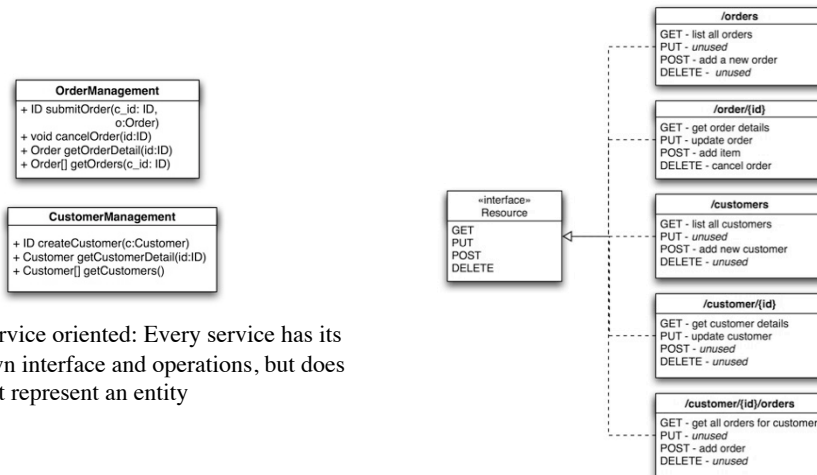 OrderManagement
+ ID submitOrder(c_id: ID,
o:Order)
+ void cancelOrder(id:ID)
+ Order getOrderDetail(id:ID)
+ Order[] getOrders(c_id: ID)
CustomerManagement
+ ID createCustomer(c:Customer)
+ Customer getCustomerDetail(id:ID)
+ Customer[] getCustomers()
rvice oriented: Every service has its
n interface and operations, but does
t represent an entity
«interface»
Resource
GET
PUT
POST
DELETE
/orders
GET - list all orders
PUT - unused
POST - add a new order
DELETE - unused
/order/{id}
GET - get order details
PUT - update order
POST - add item
DELETE - cancel order
/customers
GET - list all customers
PUT - unused
POST - add new customer
DELETE - unused
/customer/{id}
GET - get customer details
PUT - update customer
POST - unused
DELETE - unused
/customer/{id}/orders
GET - get all orders for customer
PUT - unused
POST - add order
DELETE - unused